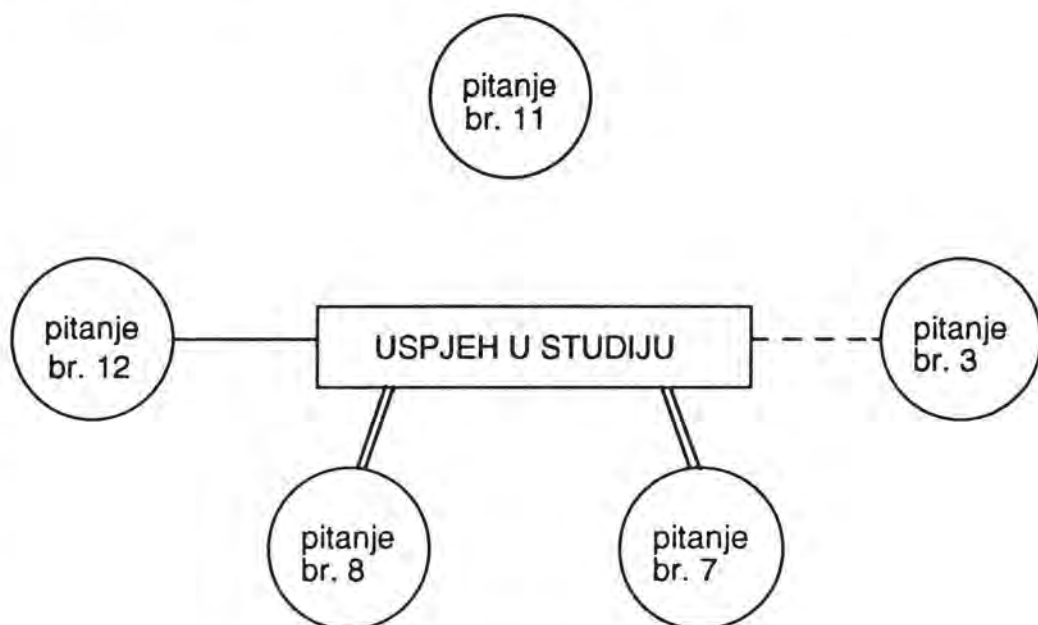 pitanje
br. 11
pitanje
br. 12
USPJEH U STUDIJU
pitanje
br. 3
pitanje
br. 8
pitanje
br. 7